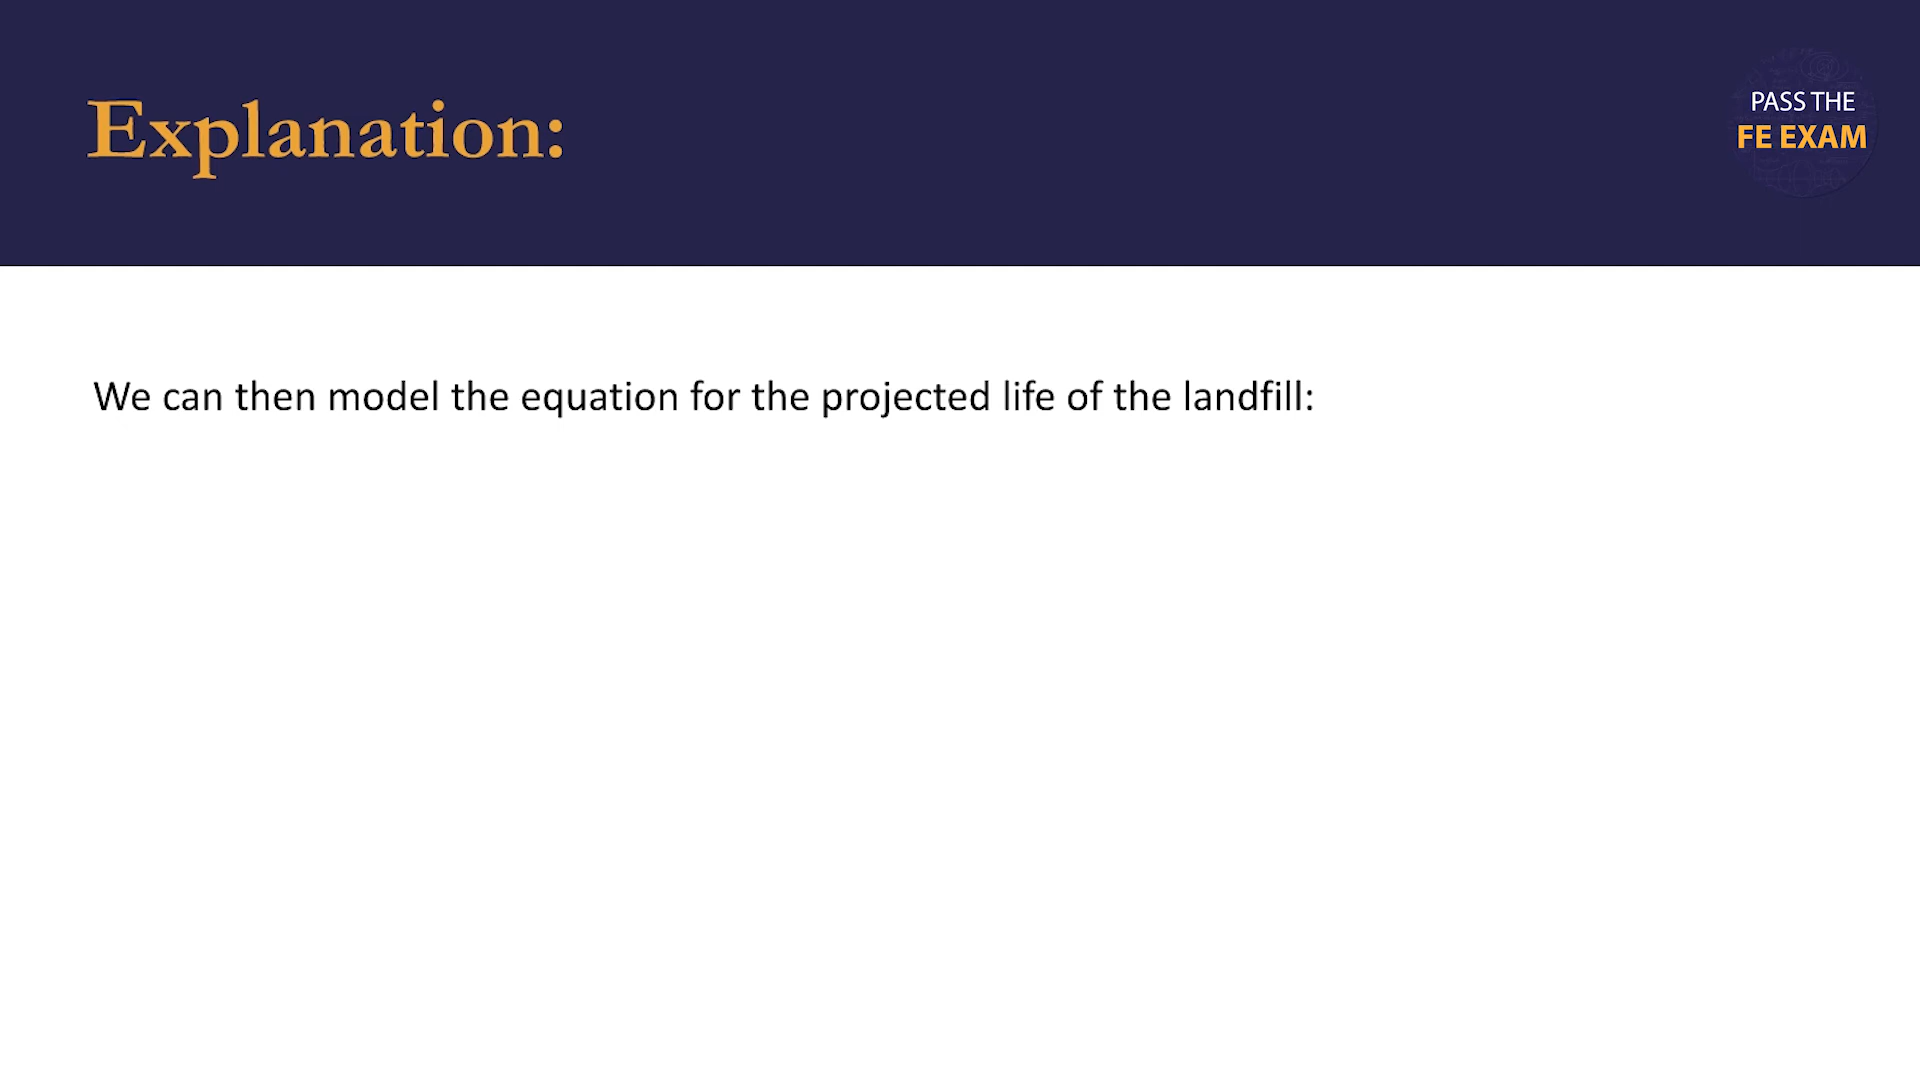 Explanation:
PASS THE
FE EXAM
We can then model the equation for the projected life of the landfill: